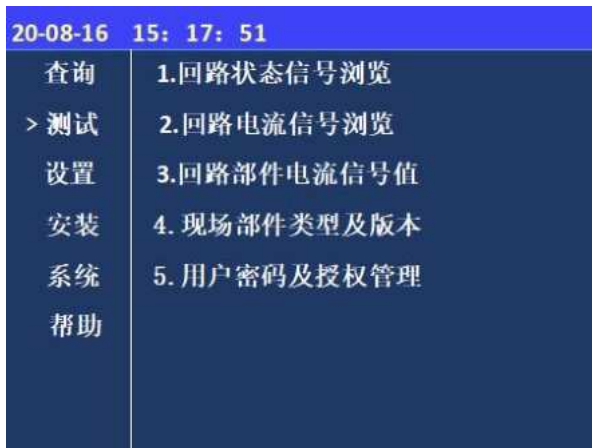 20-08-16 15: 17: 51
查询 1.回路状态信号浏览
> 测试 2.回路电流信号浏览
设置 3.回路部件电流信号值
安装 4. 现场部件类型及版本
系统 5. 用户密码及授权管理
帮助